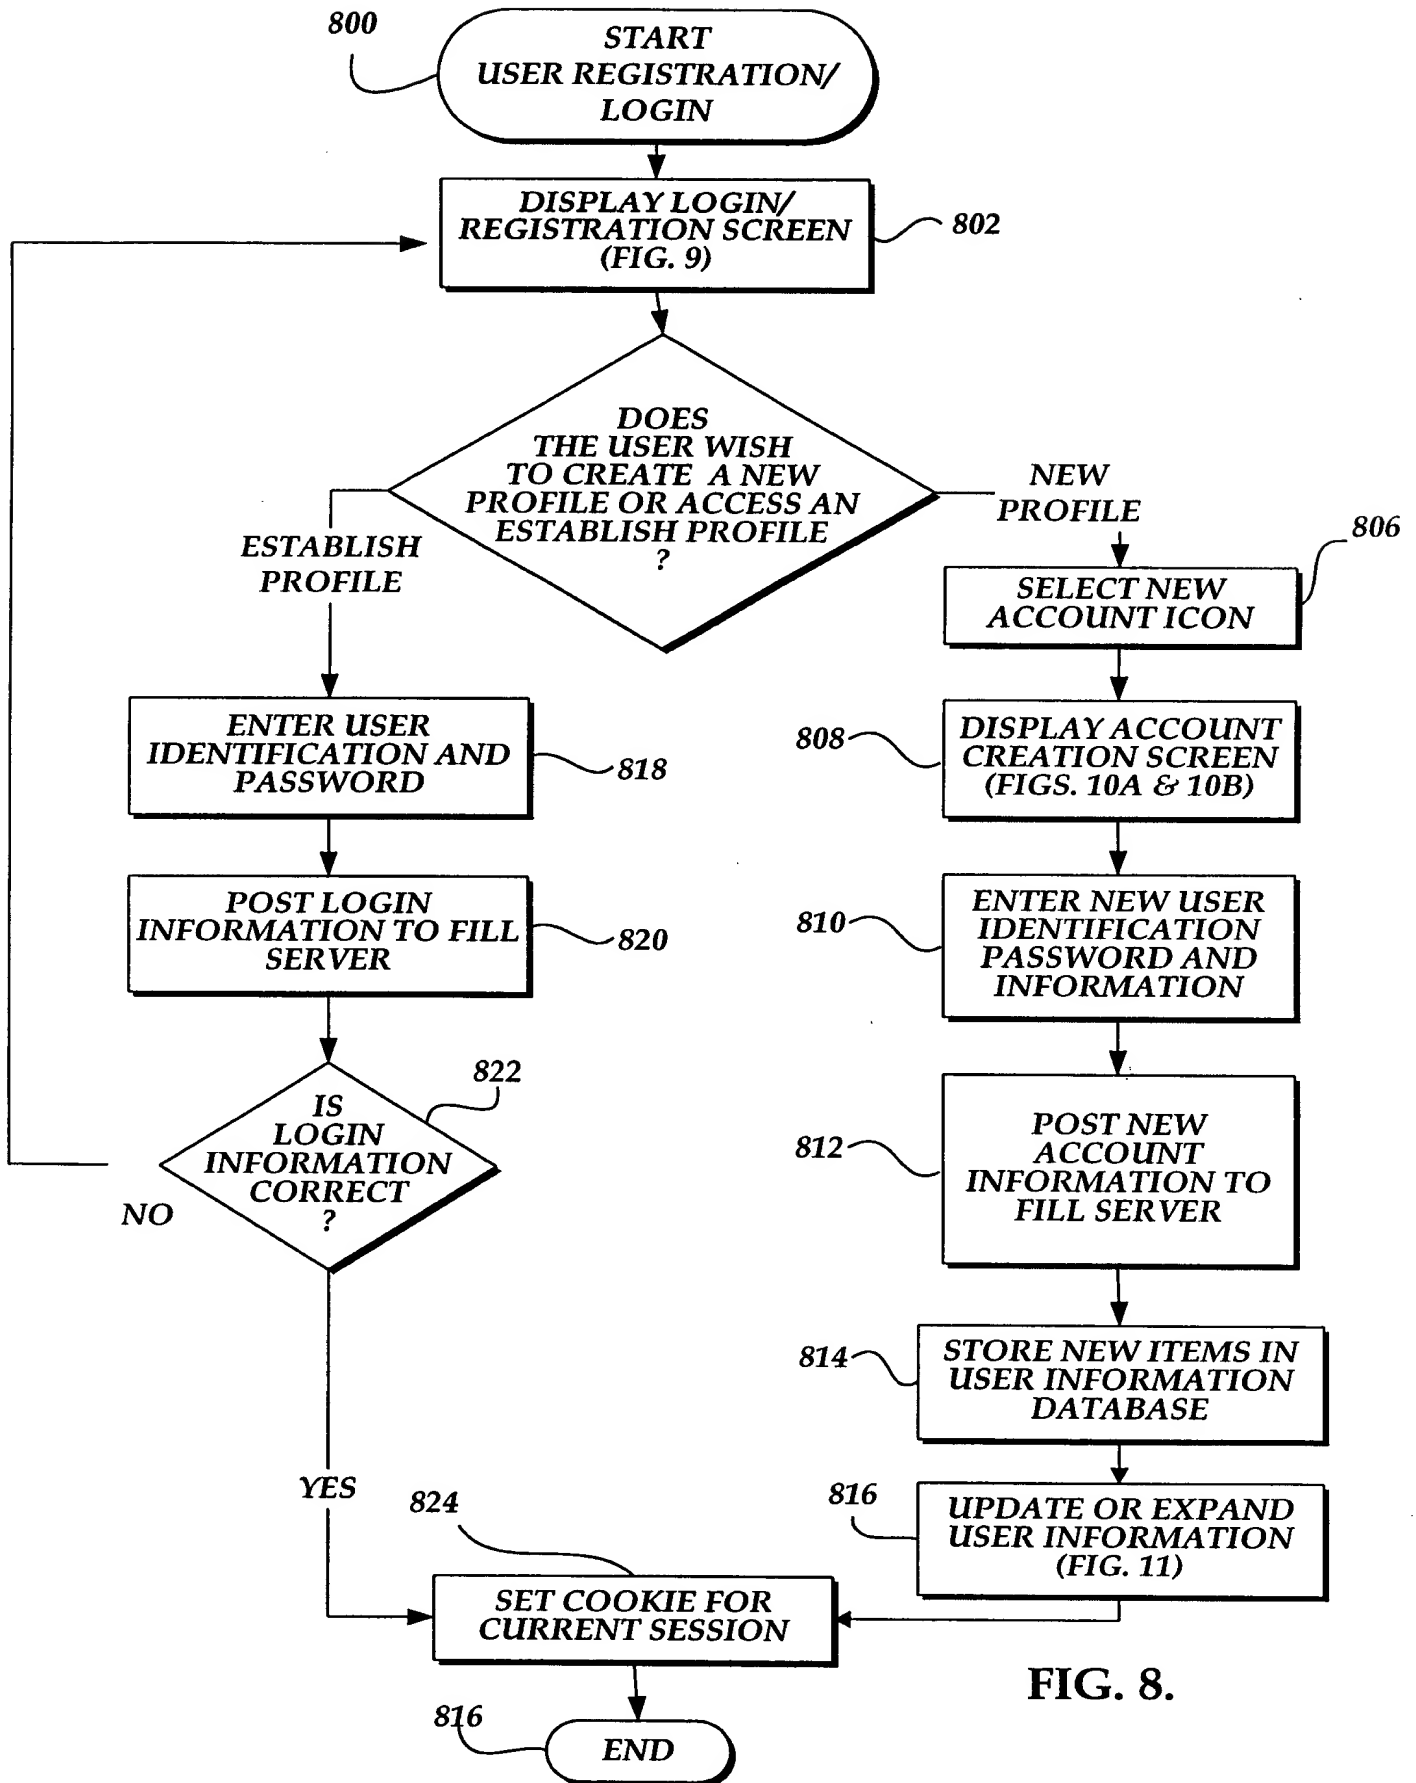 800
START
USER REGISTRATION/
LOGIN
DISPLAY LOGIN/
REGISTRATION SCREEN
(FIG. 9)
802
DOES
THE USER WISH
TO CREATE A NEW
PROFILE OR ACCESS AN
ESTABLISH PROFILE
?
NEW
PROFILE
ESTABLISH
PROFILE
806
SELECT NEW
ACCOUNT ICON
ENTER USER
IDENTIFICATION AND
PASSWORD
818
808
DISPLAY ACCOUNT
CREATION SCREEN
(FIGS. 10A & 10B)
POST LOGIN
INFORMATION TO FILL
SERVER
820
810
ENTER NEW USER
IDENTIFICATION
PASSWORD AND
INFORMATION
822
IS
LOGIN
INFORMATION
CORRECT
?
NO
812
POST NEW
ACCOUNT
INFORMATION TO
FILL SERVER
814
STORE NEW ITEMS IN
USER INFORMATION
DATABASE
YES
824
816
UPDATE OR EXPAND
USER INFORMATION
(FIG. 11)
SET COOKIE FOR
CURRENT SESSION
FIG. 8.
816
END